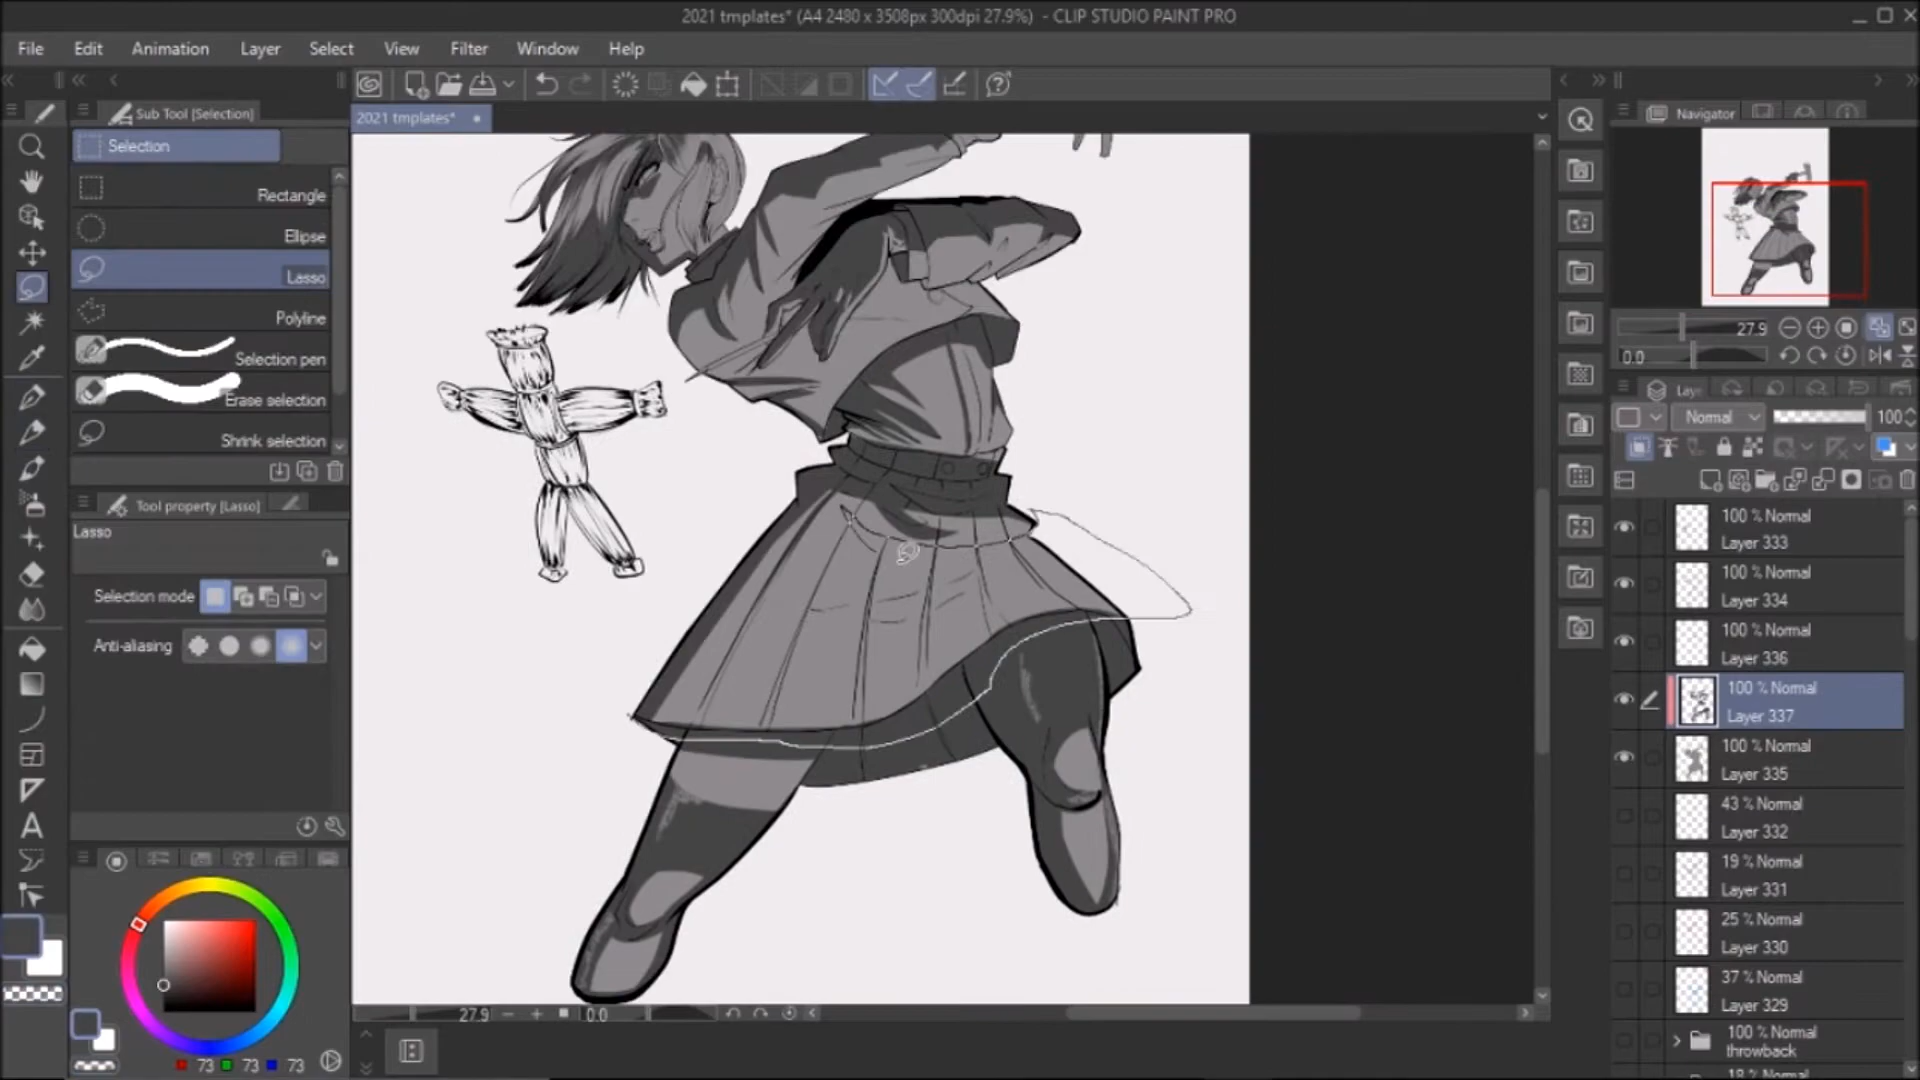 2021 tmplates* (A4 2480 x 3508px 300dpi 27.9%) - CLIP STUDIO PAINT PRO
File Edit Animation Layer Select View Filter Window Help
Sub Tool [Selection]
Selection
Rectangle
Ellipse
Lasso
Polyline
Selection pen
Erase selection
Shrink selection
Tool property [Lasso]
Lasso
Selection mode
Anti-aliasing
73 73 73
2021 tmplates*
27.9 0.0
Navigator
27.9
0.0
Normal 100
100 % Normal
Layer 333
100 % Normal
Layer 334
100 % Normal
Layer 336
100 % Normal
Layer 337
100 % Normal
Layer 335
43 % Normal
Layer 332
19 % Normal
Layer 331
25 % Normal
Layer 330
37 % Normal
Layer 329
100 % Normal
throwback